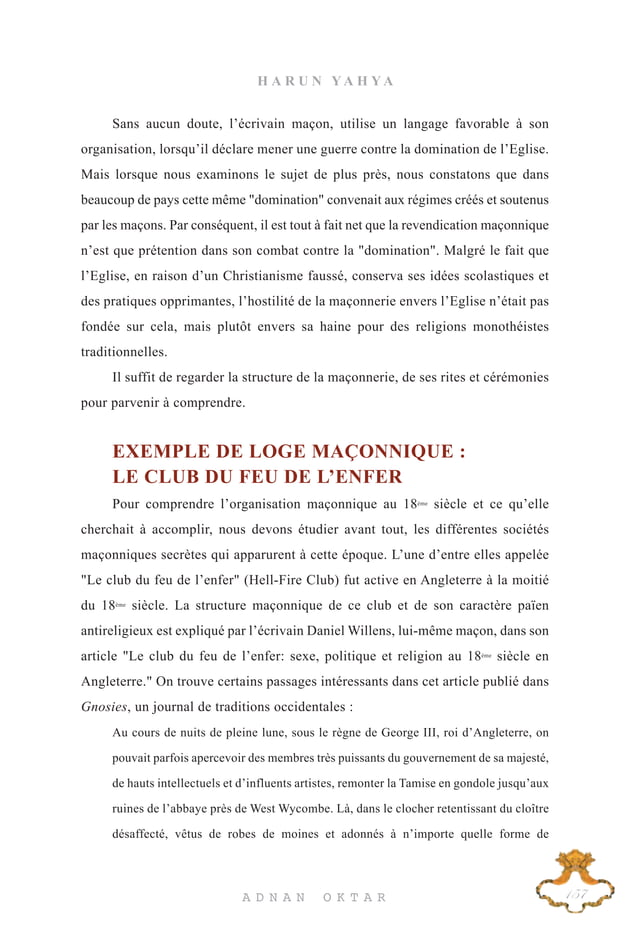 HARUN YAHYA
Sans aucun doute, l’écrivain maçon, utilise un langage favorable à son
organisation, lorsqu’il déclare mener une guerre contre la domination de l’Eglise.
Mais lorsque nous examinons le sujet de plus près, nous constatons que dans
beaucoup de pays cette même "domination" convenait aux régimes créés et soutenus
par les maçons. Par conséquent, il est tout à fait net que la revendication maçonnique
n’est que prétention dans son combat contre la "domination". Malgré le fait que
l’Eglise, en raison d’un Christianisme faussé, conserva ses idées scolastiques et
des pratiques opprimantes, l’hostilité de la maçonnerie envers l’Eglise n’était pas
fondée sur cela, mais plutôt envers sa haine pour des religions monothéistes
traditionnelles.
Il suffit de regarder la structure de la maçonnerie, de ses rites et cérémonies
pour parvenir à comprendre.
EXEMPLE DE LOGE MAÇONNIQUE :
LE CLUB DU FEU DE L’ENFER
Pour comprendre l’organisation maçonnique au 18ème siècle et ce qu’elle
cherchait à accomplir, nous devons étudier avant tout, les différentes sociétés
maçonniques secrètes qui apparurent à cette époque. L’une d’entre elles appelée
"Le club du feu de l’enfer" (Hell-Fire Club) fut active en Angleterre à la moitié
du 18ème siècle. La structure maçonnique de ce club et de son caractère païen
antireligieux est expliqué par l’écrivain Daniel Willens, lui-même maçon, dans son
article "Le club du feu de l’enfer: sexe, politique et religion au 18ème siècle en
Angleterre." On trouve certains passages intéressants dans cet article publié dans
Gnosies, un journal de traditions occidentales :
Au cours de nuits de pleine lune, sous le règne de George III, roi d’Angleterre, on
pouvait parfois apercevoir des membres très puissants du gouvernement de sa majesté,
de hauts intellectuels et d’influents artistes, remonter la Tamise en gondole jusqu’aux
ruines de l’abbaye près de West Wycombe. Là, dans le clocher retentissant du cloître
désaffecté, vêtus de robes de moines et adonnés à n’importe quelle forme de
ADNAN OKTAR
157